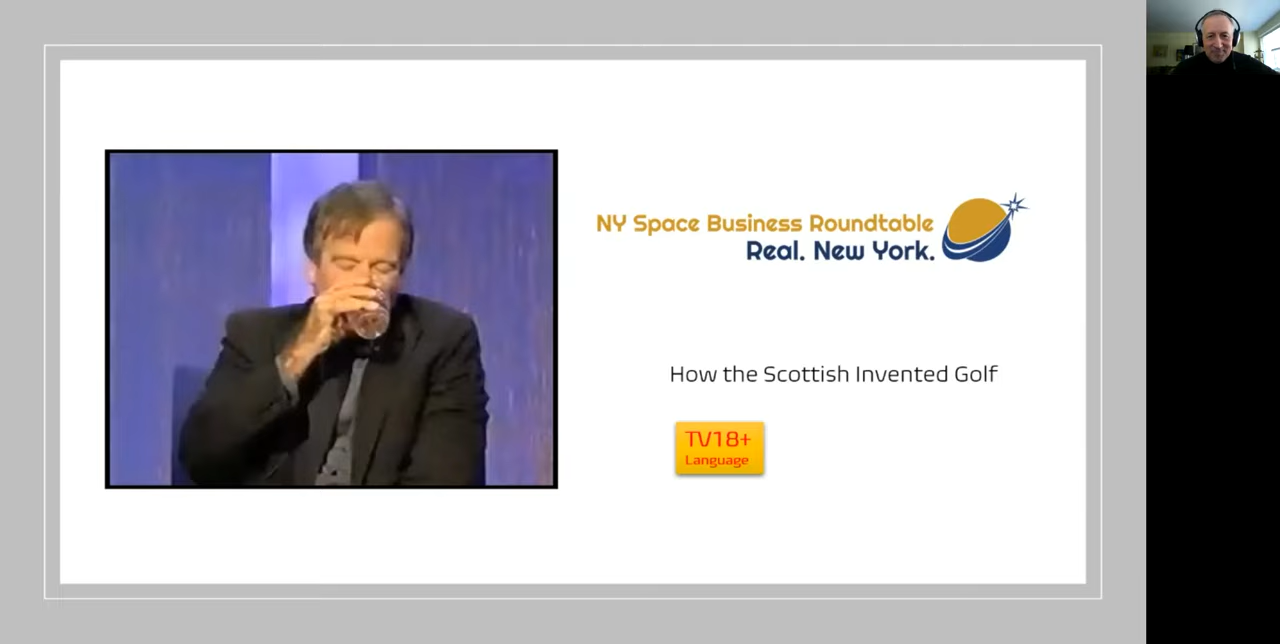 NY Space Business Roundtable
Real. New York.
How the Scottish Invented Golf
TV18+
Language